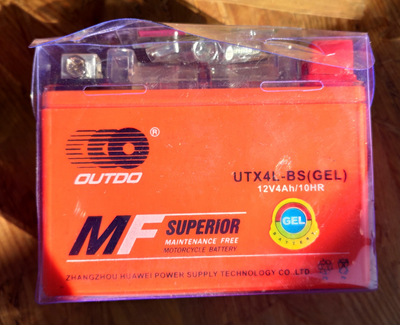 ®
OUTDO
UTX4L-BS(GEL)
12V4Ah/10HR
MF SUPERIOR
MAINTENANCE FREE
MOTORCYCLE BATTERY
GEL
BATTERY
ZHANGZHOU HUAWEI POWER SUPPLY TECHNOLOGY CO.,LTD.